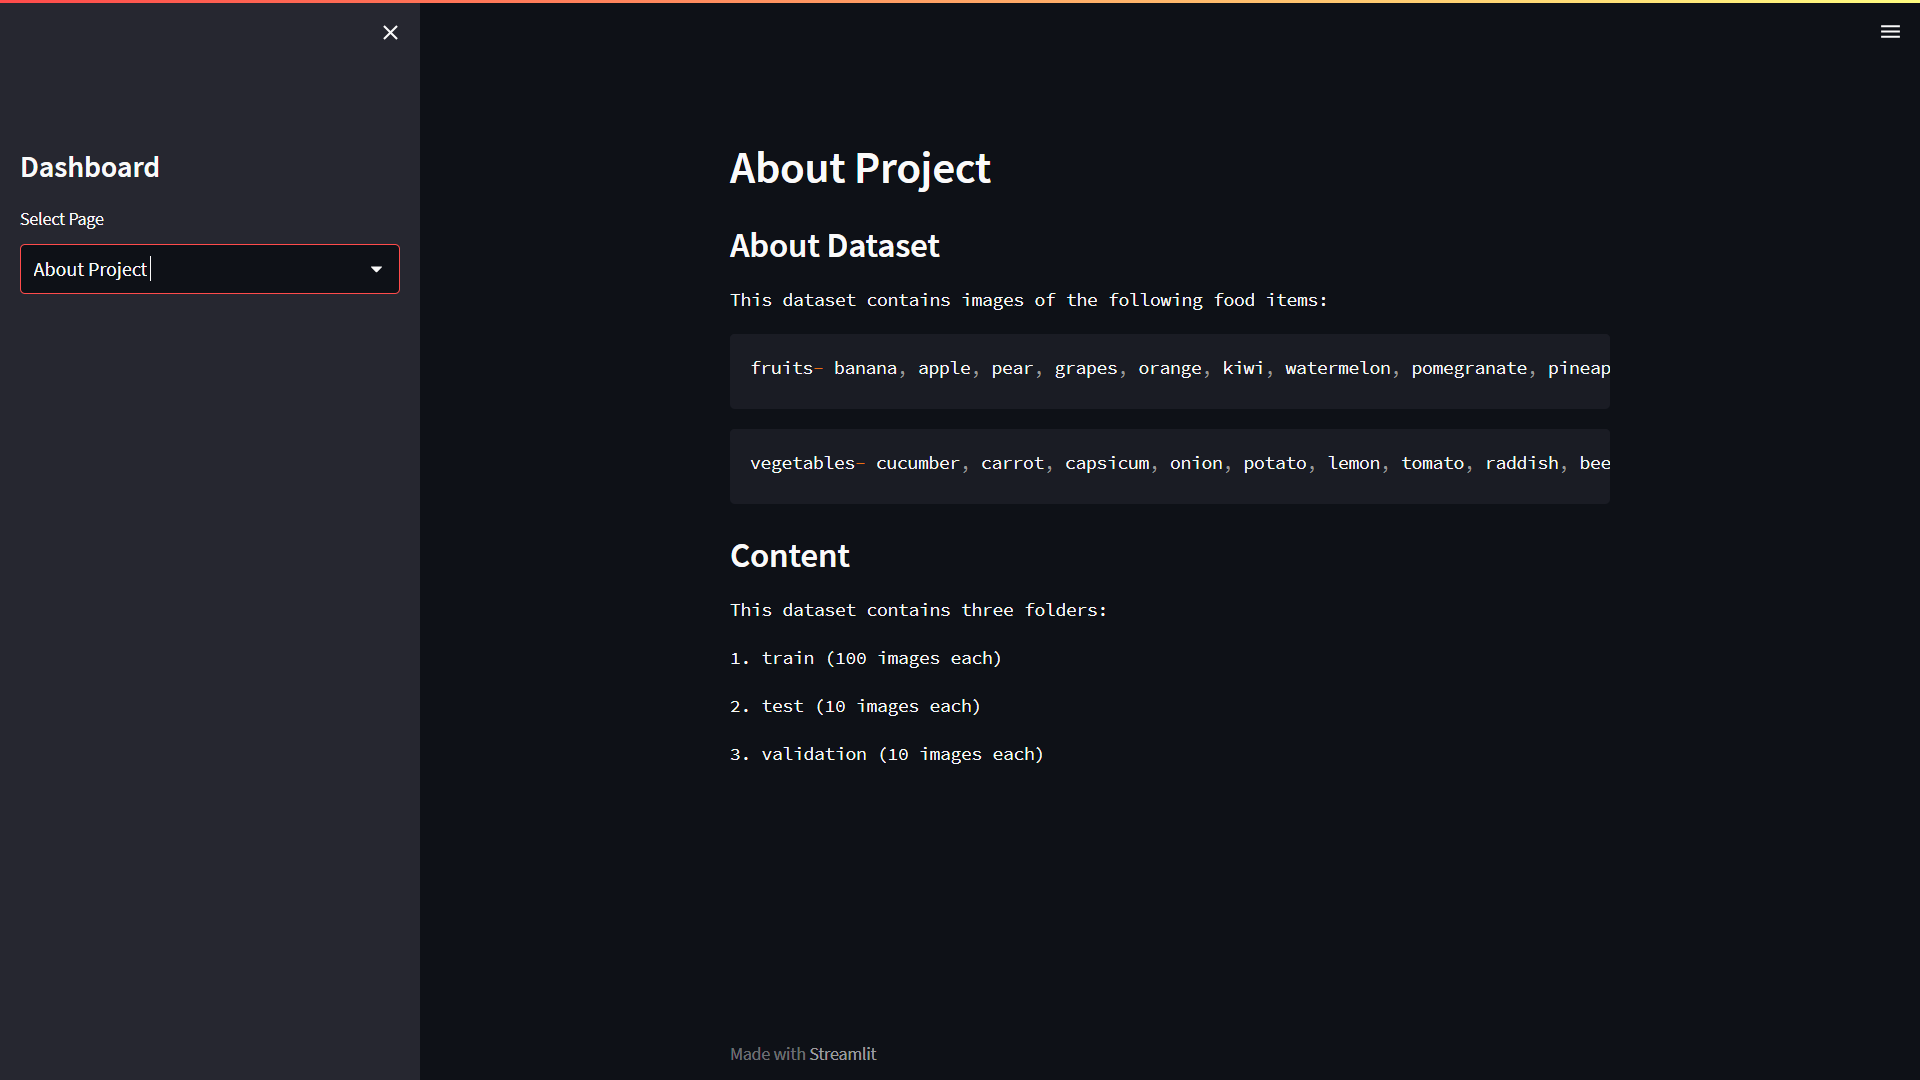 Dashboard
Select Page
About Project
About Project
About Dataset
This dataset contains images of the following food items:
fruits- banana, apple, pear, grapes, orange, kiwi, watermelon, pomegranate, pineap
vegetables- cucumber, carrot, capsicum, onion, potato, lemon, tomato, raddish, bee
Content
This dataset contains three folders:
1. train (100 images each)
2. test (10 images each)
3. validation (10 images each)
Made with Streamlit